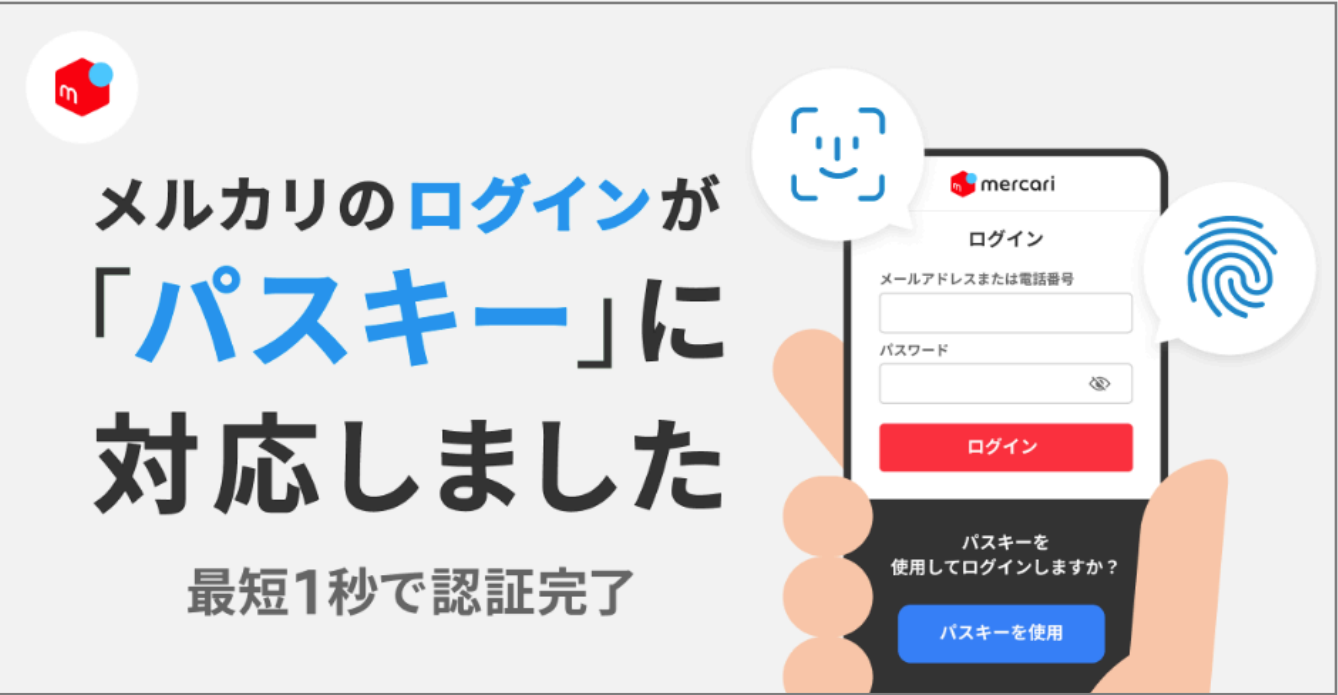 m
メルカリのログインが
「パスキー」に
対応しました
最短1秒で認証完了
m mercari
ログイン
メールアドレスまたは電話番号
パスワード
ログイン
パスキーを
使用してログインしますか？
パスキーを使用